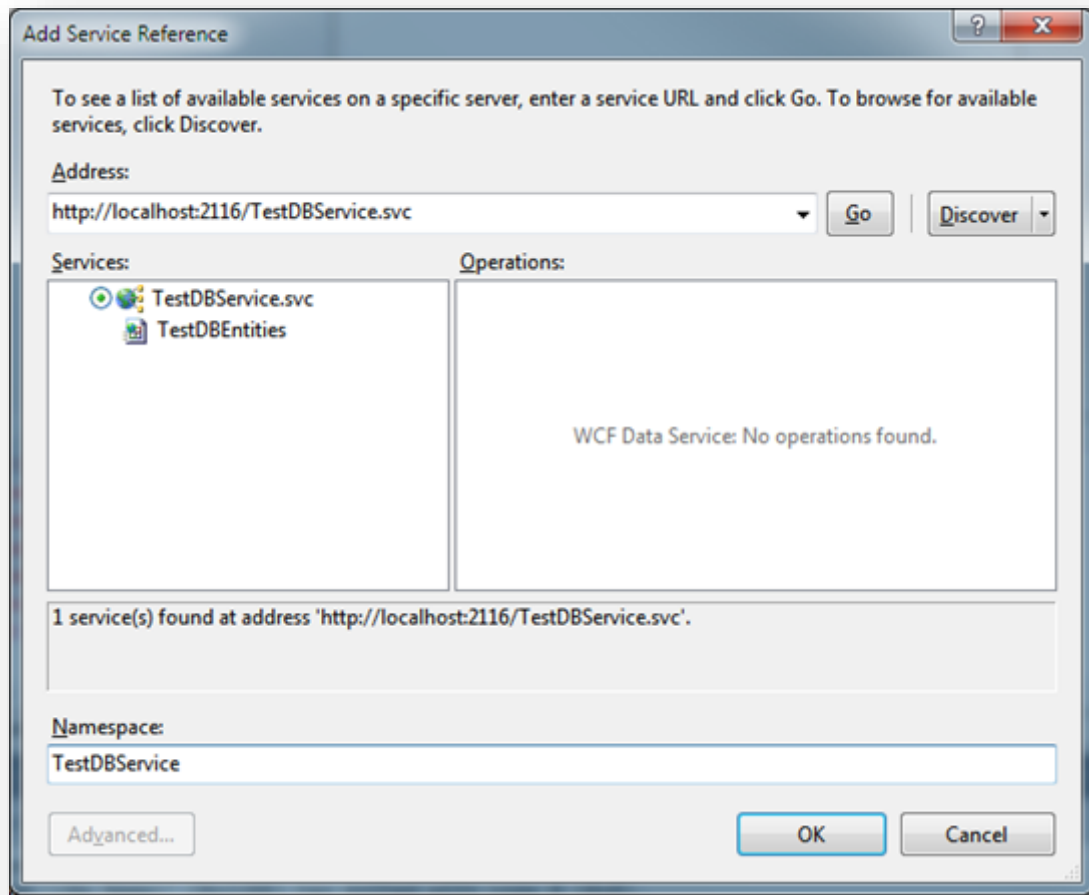 Add Service Reference
To see a list of available services on a specific server, enter a service URL and click Go. To browse for available
services, click Discover.
Address:
http://localhost:2116/TestDBService.svc
Go
Discover
Services:
Operations:
TestDBService.svc
TestDBEntities
WCF Data Service: No operations found.
1 service(s) found at address 'http://localhost:2116/TestDBService.svc'.
Namespace:
TestDBService
Advanced...
OK
Cancel